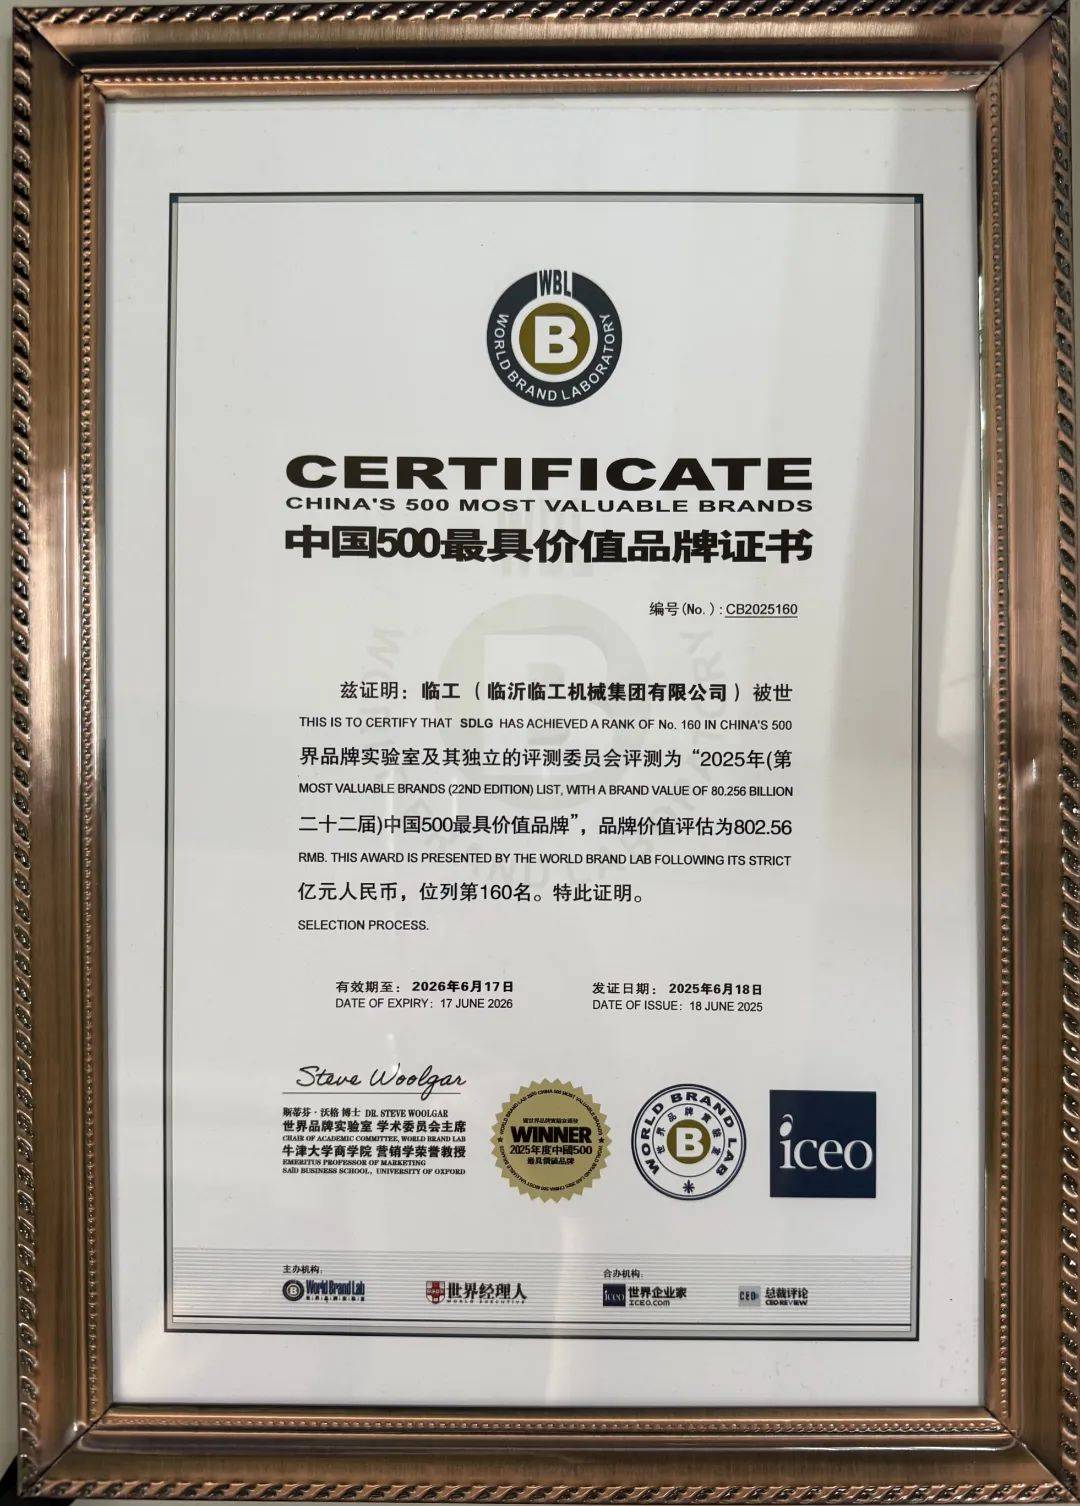 WBL
B
WORLD BRAND LABORATORY
CERTIFICATE
CHINA'S 500 MOST VALUABLE BRANDS
中国500最具价值品牌证书
编号(No.):CB2025160
兹证明:临工(临沂临工机械集团有限公司)被世
THIS IS TO CERTIFY THAT SDLG HAS ACHIEVED A RANK OF No. 160 IN CHINA'S 500
界品牌实验室及其独立的评测委员会评测为“2025年(第
MOST VALUABLE BRANDS (22ND EDITION) LIST, WITH A BRAND VALUE OF 80.256 BILLION
二十二届)中国500最具价值品牌”，品牌价值评估为802.56
RMB. THIS AWARD IS PRESENTED BY THE WORLD BRAND LAB FOLLOWING ITS STRICT
亿元人民币，位列第160名。特此证明。
SELECTION PROCESS.
有效期至：2026年6月17日
DATE OF EXPIRY: 17 JUNE 2026
发证日期：2025年6月18日
DATE OF ISSUE: 18 JUNE 2025
Steve Woolgar
斯蒂芬·沃格 博士 DR. STEVE WOOLGAR
世界品牌实验室 学术委员会主席
CHAIR OF ACADEMIC COMMITTEE, WORLD BRAND LAB
牛津大学商学院 营销学荣誉教授
EMERITUS PROFESSOR OF MARKETING
SAÏD BUSINESS SCHOOL, UNIVERSITY OF OXFORD
WINNER
2025年度中國500
最具價值品牌
WORLD BRAND LAB
世界品牌實驗室
B
iceo
主办机构:
World Brand Lab
世界经理人
WORLD EXECUTIVE
合办机构:
iceo 世界企业家
ICEO.COM
CEO 总裁评论
CEO REVIEW